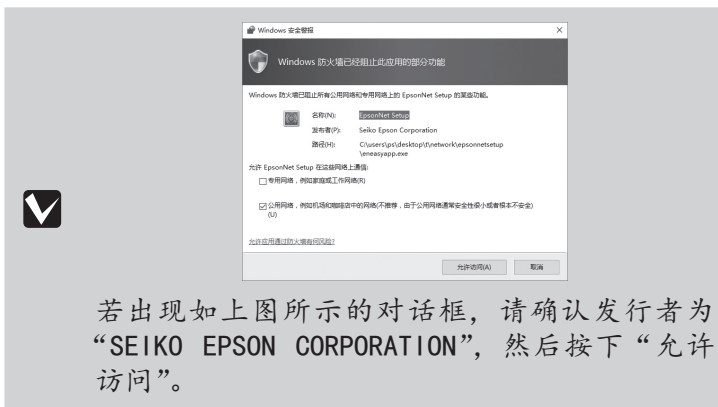 Windows 安全警报
Windows 防火墙已经阻止此应用的部分功能
Windows 防火墙已阻止所有公用网络和专用网络上的 EpsonNet Setup 的某些功能。
名称(N): EpsonNet Setup
发布者(P): Seiko Epson Corporation
路径(H): C:\users\ps\desktop\t\network\epsonnetsetup
\eneasyapp.exe
允许 EpsonNet Setup 在这些网络上通信:
专用网络，例如家庭或工作网络(R)
公用网络，例如机场和咖啡店中的网络(不推荐，由于公用网络通常安全性很小或者根本不安全)
(U)
允许应用通过防火墙有何风险?
允许访问(A) 取消
若出现如上图所示的对话框，请确认发行者为
“SEIKO EPSON CORPORATION”，然后按下“允许
访问”。